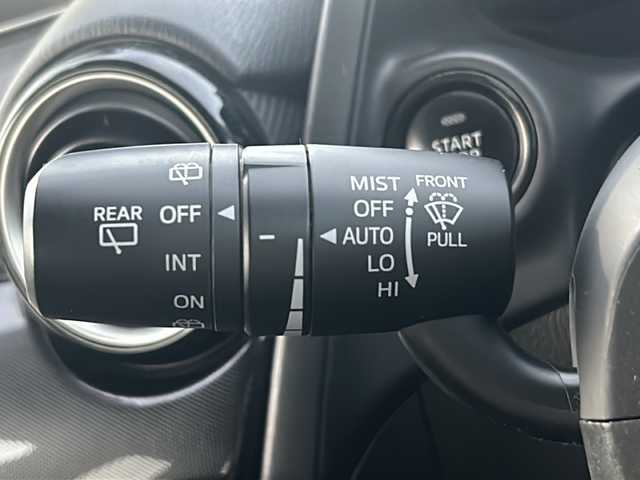 START
REAR
OFF
INT
ON
MIST
OFF
AUTO
LO
HI
FRONT
PULL